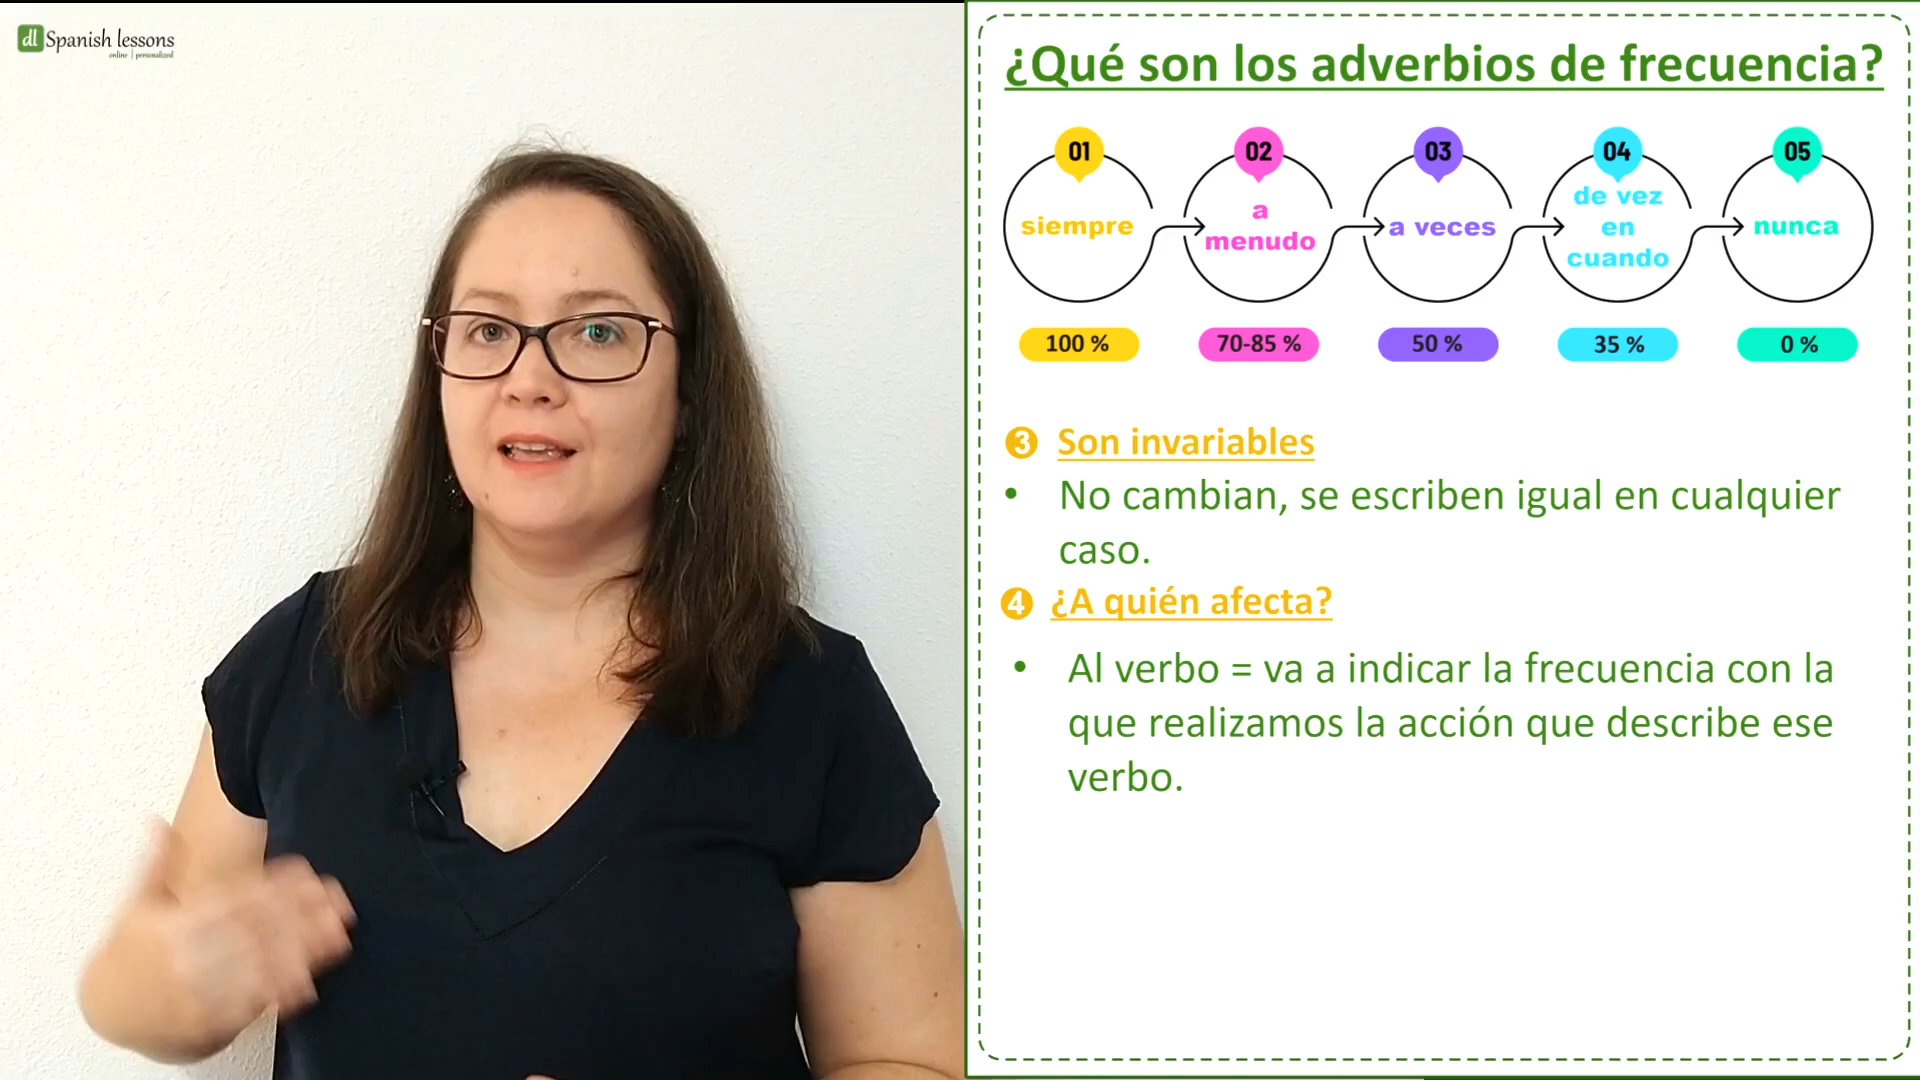 dl Spanish lessons
online | personalized
¿Qué son los adverbios de frecuencia?
01
02
03
04
05
siempre
a
menudo
a veces
de vez
en
cuando
nunca
100 %
70-85 %
50 %
35 %
0 %
3 Son invariables
• No cambian, se escriben igual en cualquier
caso.
4 ¿A quién afecta?
• Al verbo = va a indicar la frecuencia con la
que realizamos la acción que describe ese
verbo.